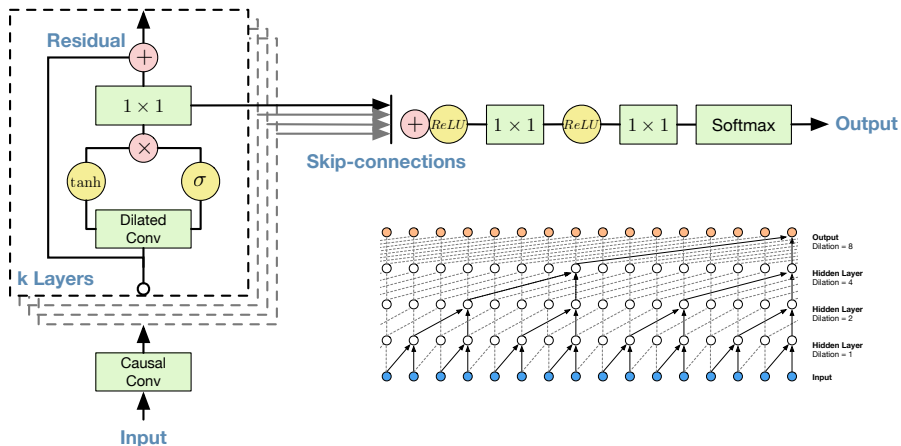 Residual
+
1 × 1
×
tanh
σ
Dilated
Conv
k Layers
Causal
Conv
Input
Skip-connections
+
ReLU
1 × 1
ReLU
1 × 1
Softmax
Output
Output
Dilation = 8
Hidden Layer
Dilation = 4
Hidden Layer
Dilation = 2
Hidden Layer
Dilation = 1
Input